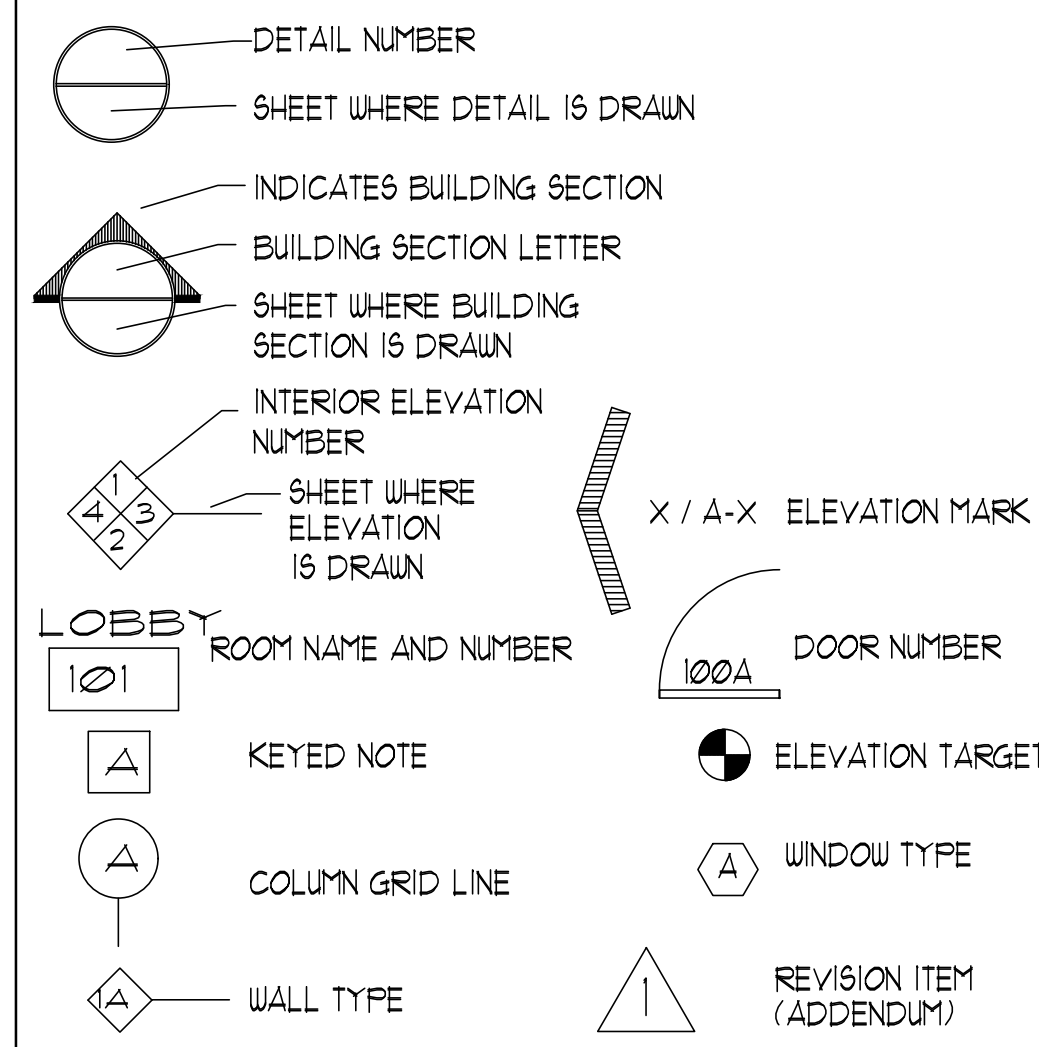 DETAIL NUMBER
SHEET WHERE DETAIL IS DRAWN
INDICATES BUILDING SECTION
BUILDING SECTION LETTER
SHEET WHERE BUILDING
SECTION IS DRAWN
INTERIOR ELEVATION
NUMBER
1
4 3
2
SHEET WHERE
ELEVATION
IS DRAWN
X / A-X ELEVATION MARK
LOBBY
101
ROOM NAME AND NUMBER
100A
DOOR NUMBER
A
KEYED NOTE
ELEVATION TARGET
A
COLUMN GRID LINE
A
WINDOW TYPE
1A
WALL TYPE
1
REVISION ITEM
(ADDENDUM)